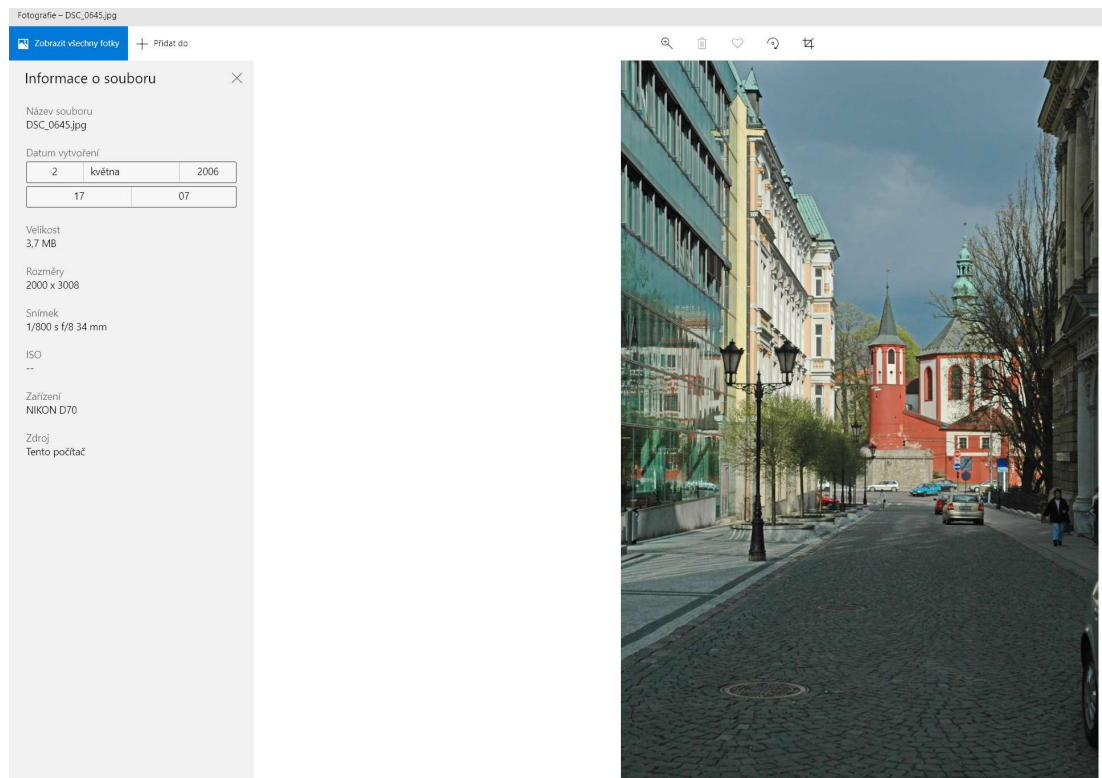 Fotografie – DSC_0645.jpg
Zobrazit všechny fotky
Přidat do
Informace o souboru
Název souboru
DSC_0645.jpg
Datum vytvoření
2 května 2006
17 07
Velikost
3,7 MB
Rozměry
2000 x 3008
Snímek
1/800 s f/8 34 mm
ISO
--
Zařízení
NIKON D70
Zdroj
Tento počítač